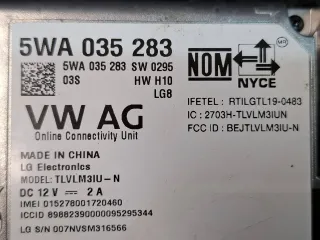 5WA 035 283
5WA 035 283 SW 0295
03S HW H10
LG8
NOM
NYCE
VW AG
Online Connectivity Unit
IFETEL : RTILGTL19-0483
IC : 2703H-TLVLM3IUN
FCC ID : BEJTLVLM3IU-N
MADE IN CHINA
LG Electronics
MODEL: TLVLM3IU-N
DC 12V ⎓ 2A
IMEI 015278001720460
ICCID 89882390000095295344
LG S/N 007NVSM316566